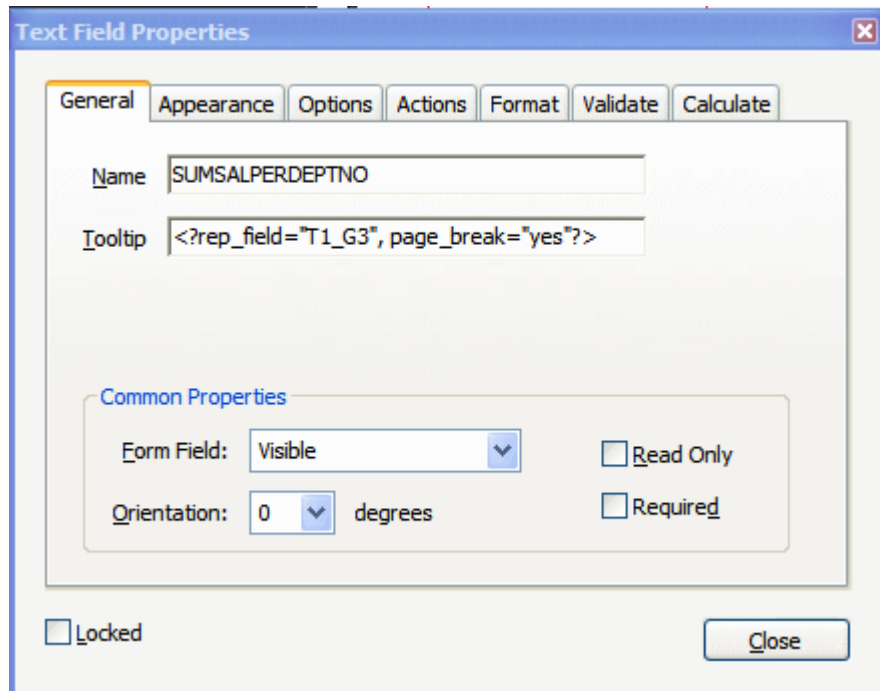 Text Field Properties
General Appearance Options Actions Format Validate Calculate
Name SUMSALPERDEPTNO
Tooltip <?rep_field="T1_G3", page_break="yes"?>
Common Properties
Form Field: Visible Read Only
Orientation: 0 degrees Required
Locked Close